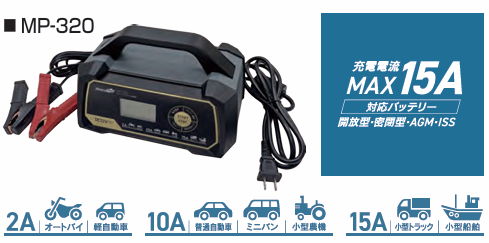 ■ MP-320
充電電流
MAX 15A
対応バッテリー
開放型・密閉型・AGM・ISS
START
STOP
2A オートバイ 軽自動車 10A 普通自動車 ミニバン 小型農機 15A 小型トラック 小型船舶